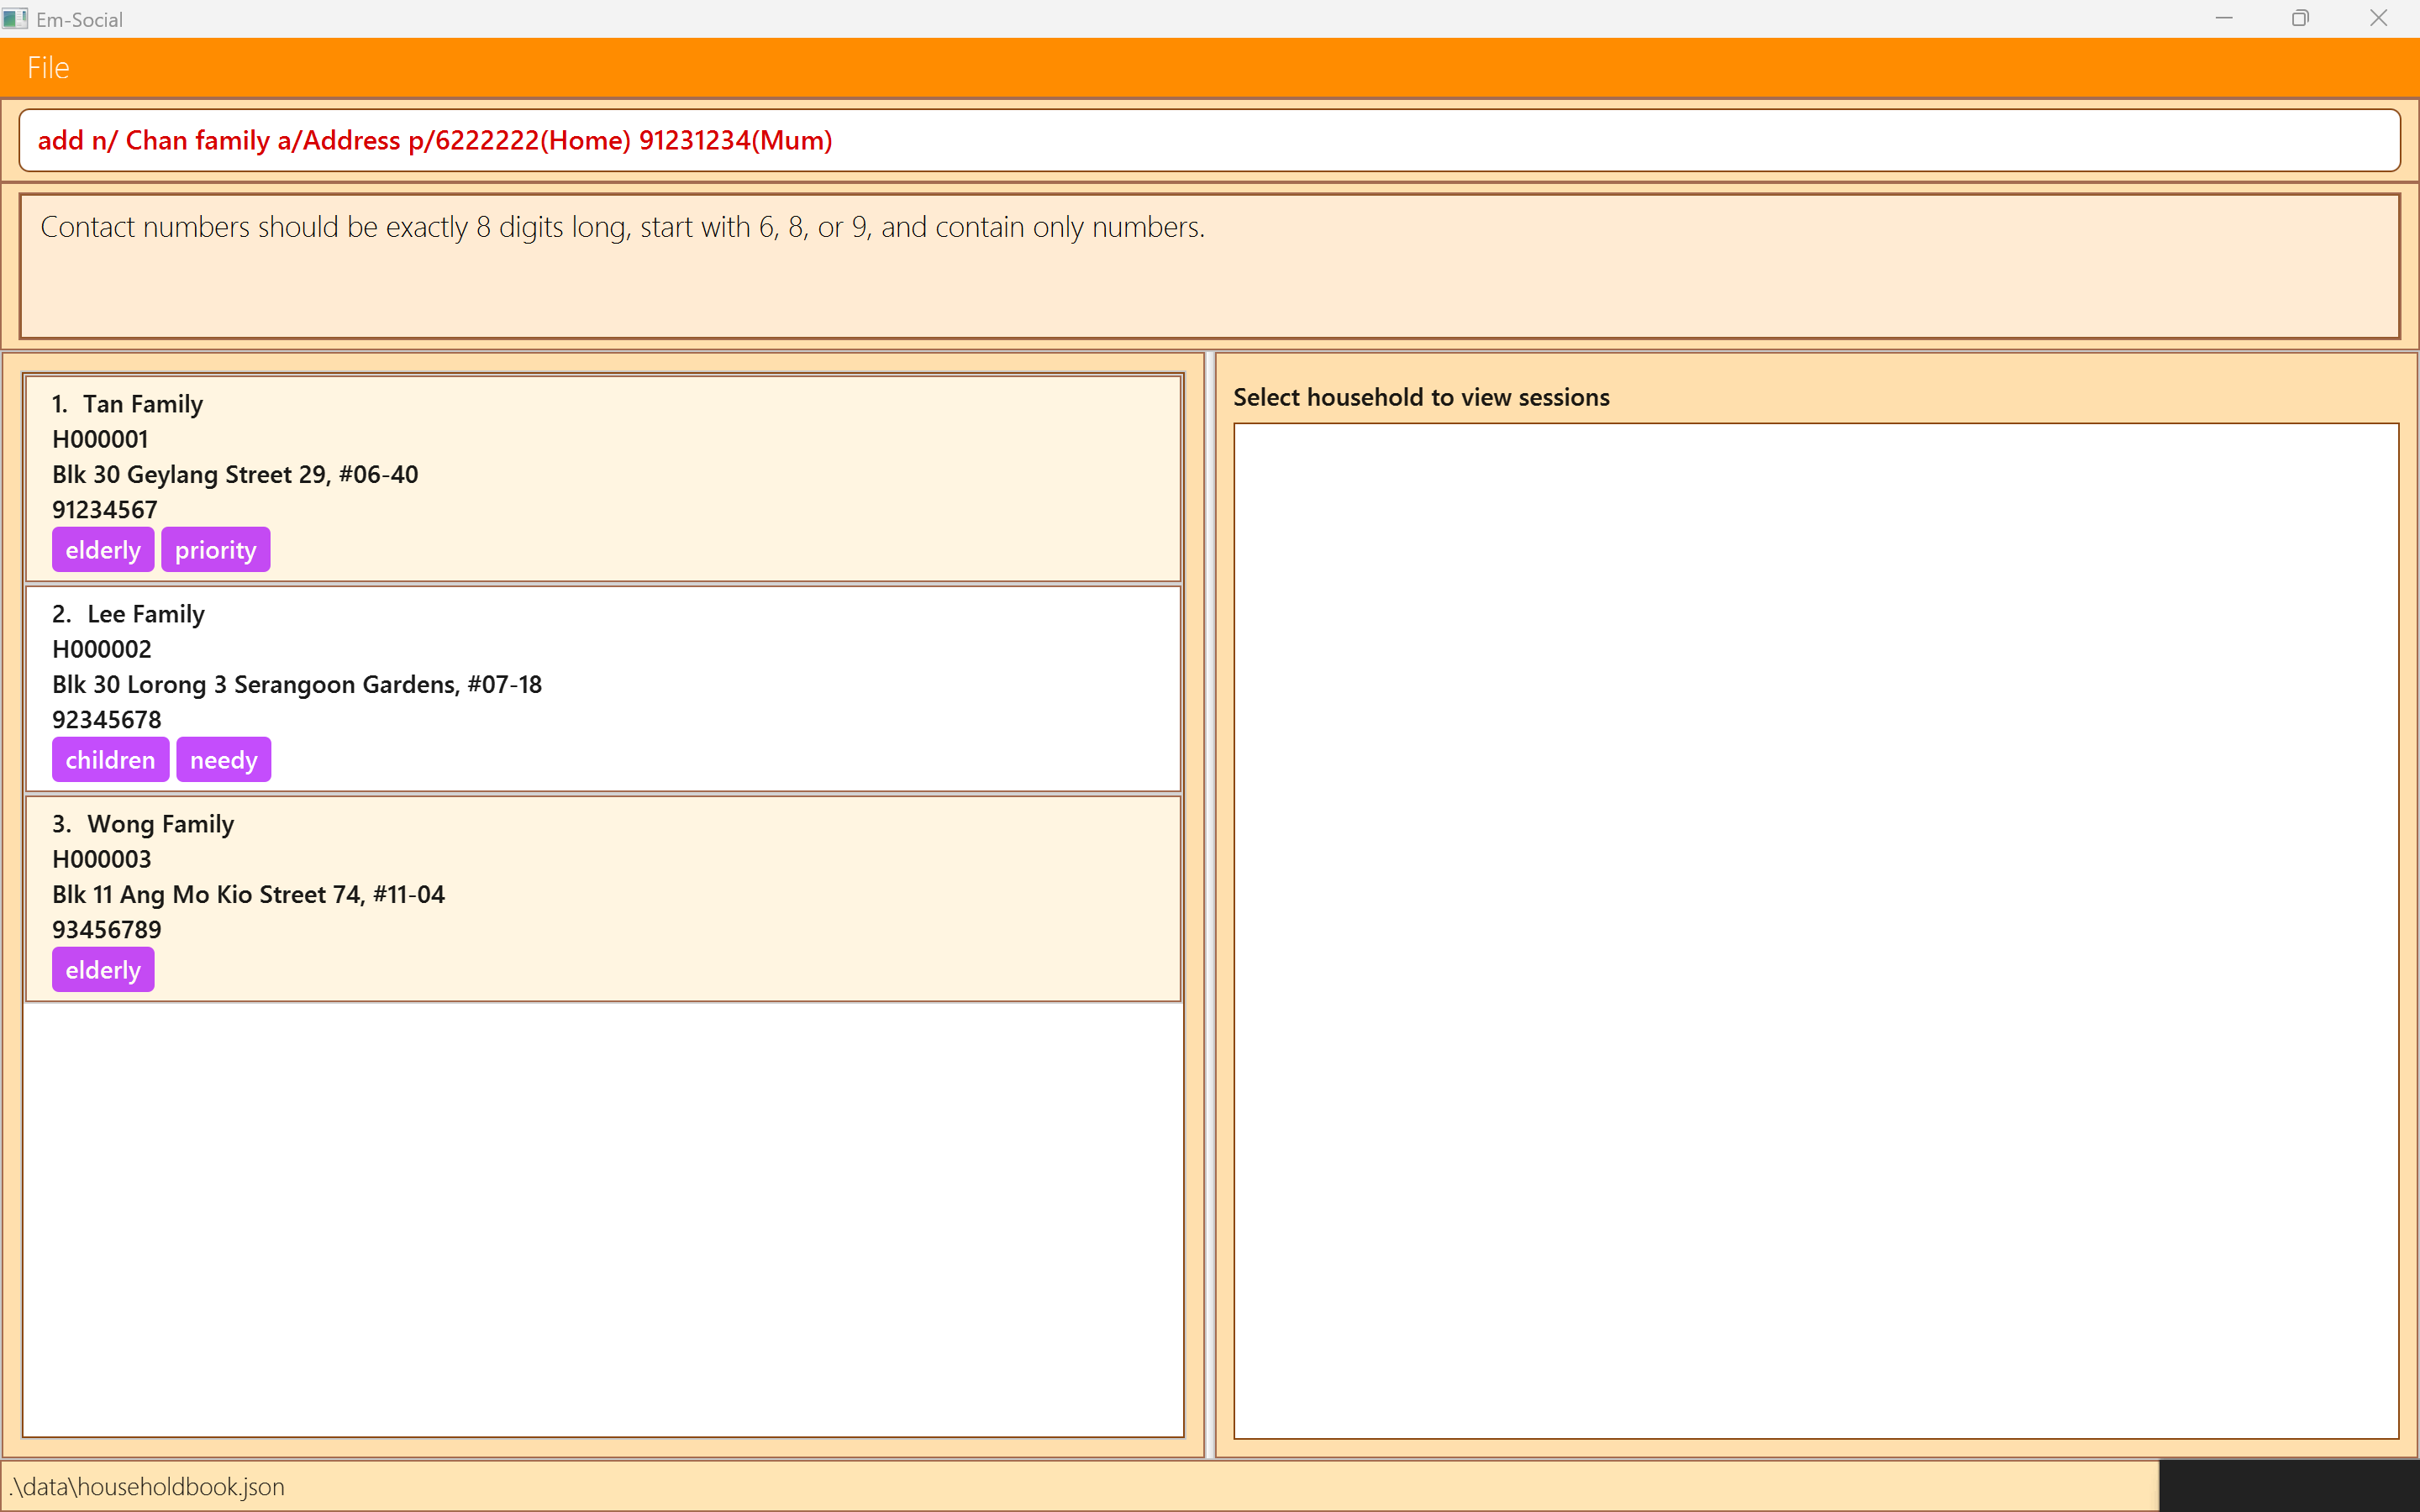 Em-Social
File
add n/ Chan family a/Address p/6222222(Home) 91231234(Mum)
Contact numbers should be exactly 8 digits long, start with 6, 8, or 9, and contain only numbers.
1. Tan Family
H000001
Blk 30 Geylang Street 29, #06-40
91234567
elderly priority
2. Lee Family
H000002
Blk 30 Lorong 3 Serangoon Gardens, #07-18
92345678
children needy
3. Wong Family
H000003
Blk 11 Ang Mo Kio Street 74, #11-04
93456789
elderly
Select household to view sessions
.\data\householdbook.json